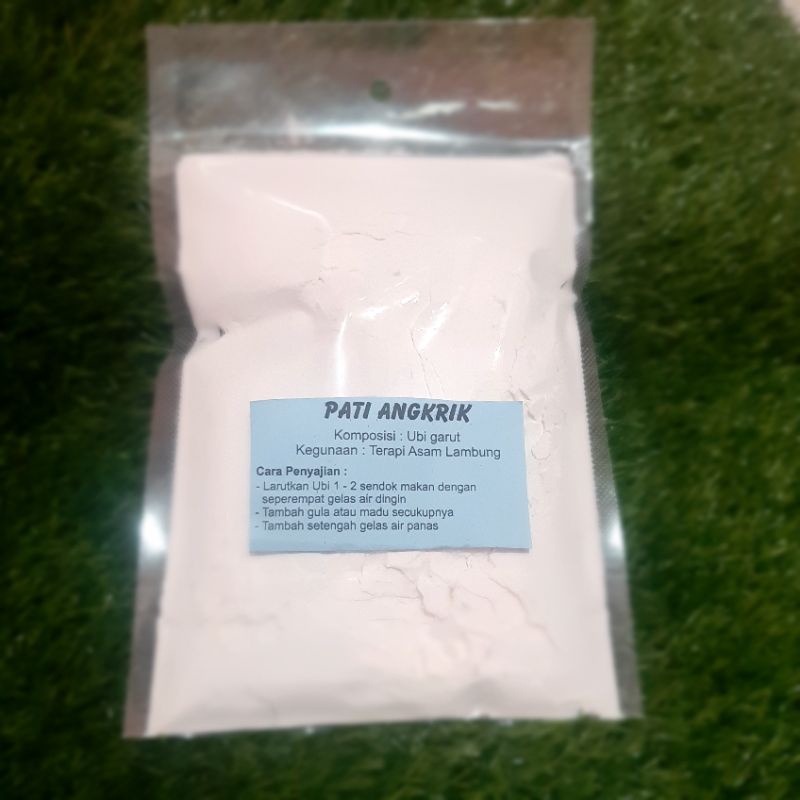 PATI ANGKRIK
Komposisi : Ubi garut
Kegunaan : Terapi Asam Lambung
Cara Penyajian :
- Larutkan Ubi 1 - 2 sendok makan dengan
seperempat gelas air dingin
- Tambah gula atau madu secukupnya
- Tambah setengah gelas air panas